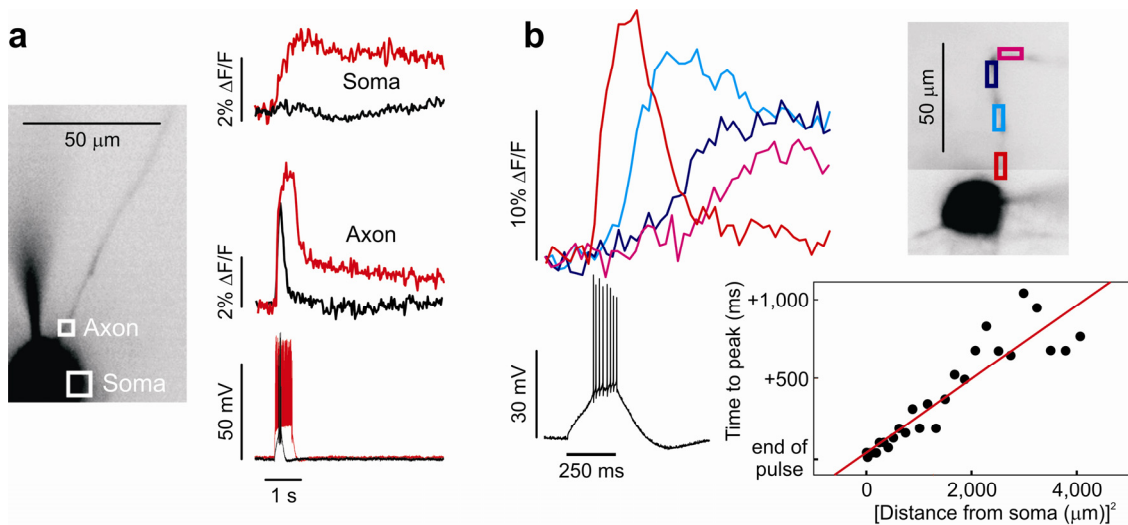 a
50 μm
Axon
Soma
2% ΔF/F
Soma
2% ΔF/F
Axon
50 mV
1 s
b
10% ΔF/F
30 mV
250 ms
50 μm
Time to peak (ms)
+1,000
+500
end of
pulse
0
2,000
4,000
[Distance from soma (μm)]²